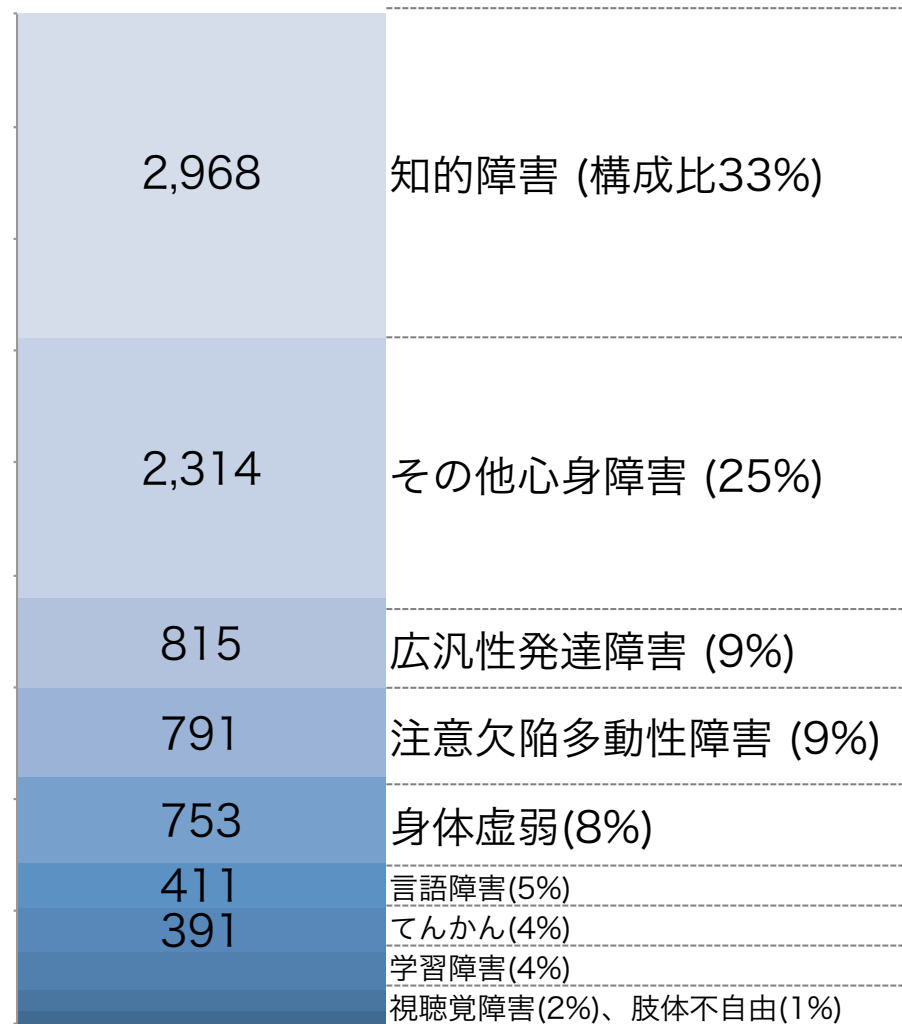 2,968 知的障害 (構成比33%)
2,314 その他心身障害 (25%)
815 広汎性発達障害 (9%)
791 注意欠陥多動性障害 (9%)
753 身体虚弱(8%)
411 言語障害(5%)
391 てんかん(4%)
学習障害(4%)
視聴覚障害(2%)、肢体不自由(1%)